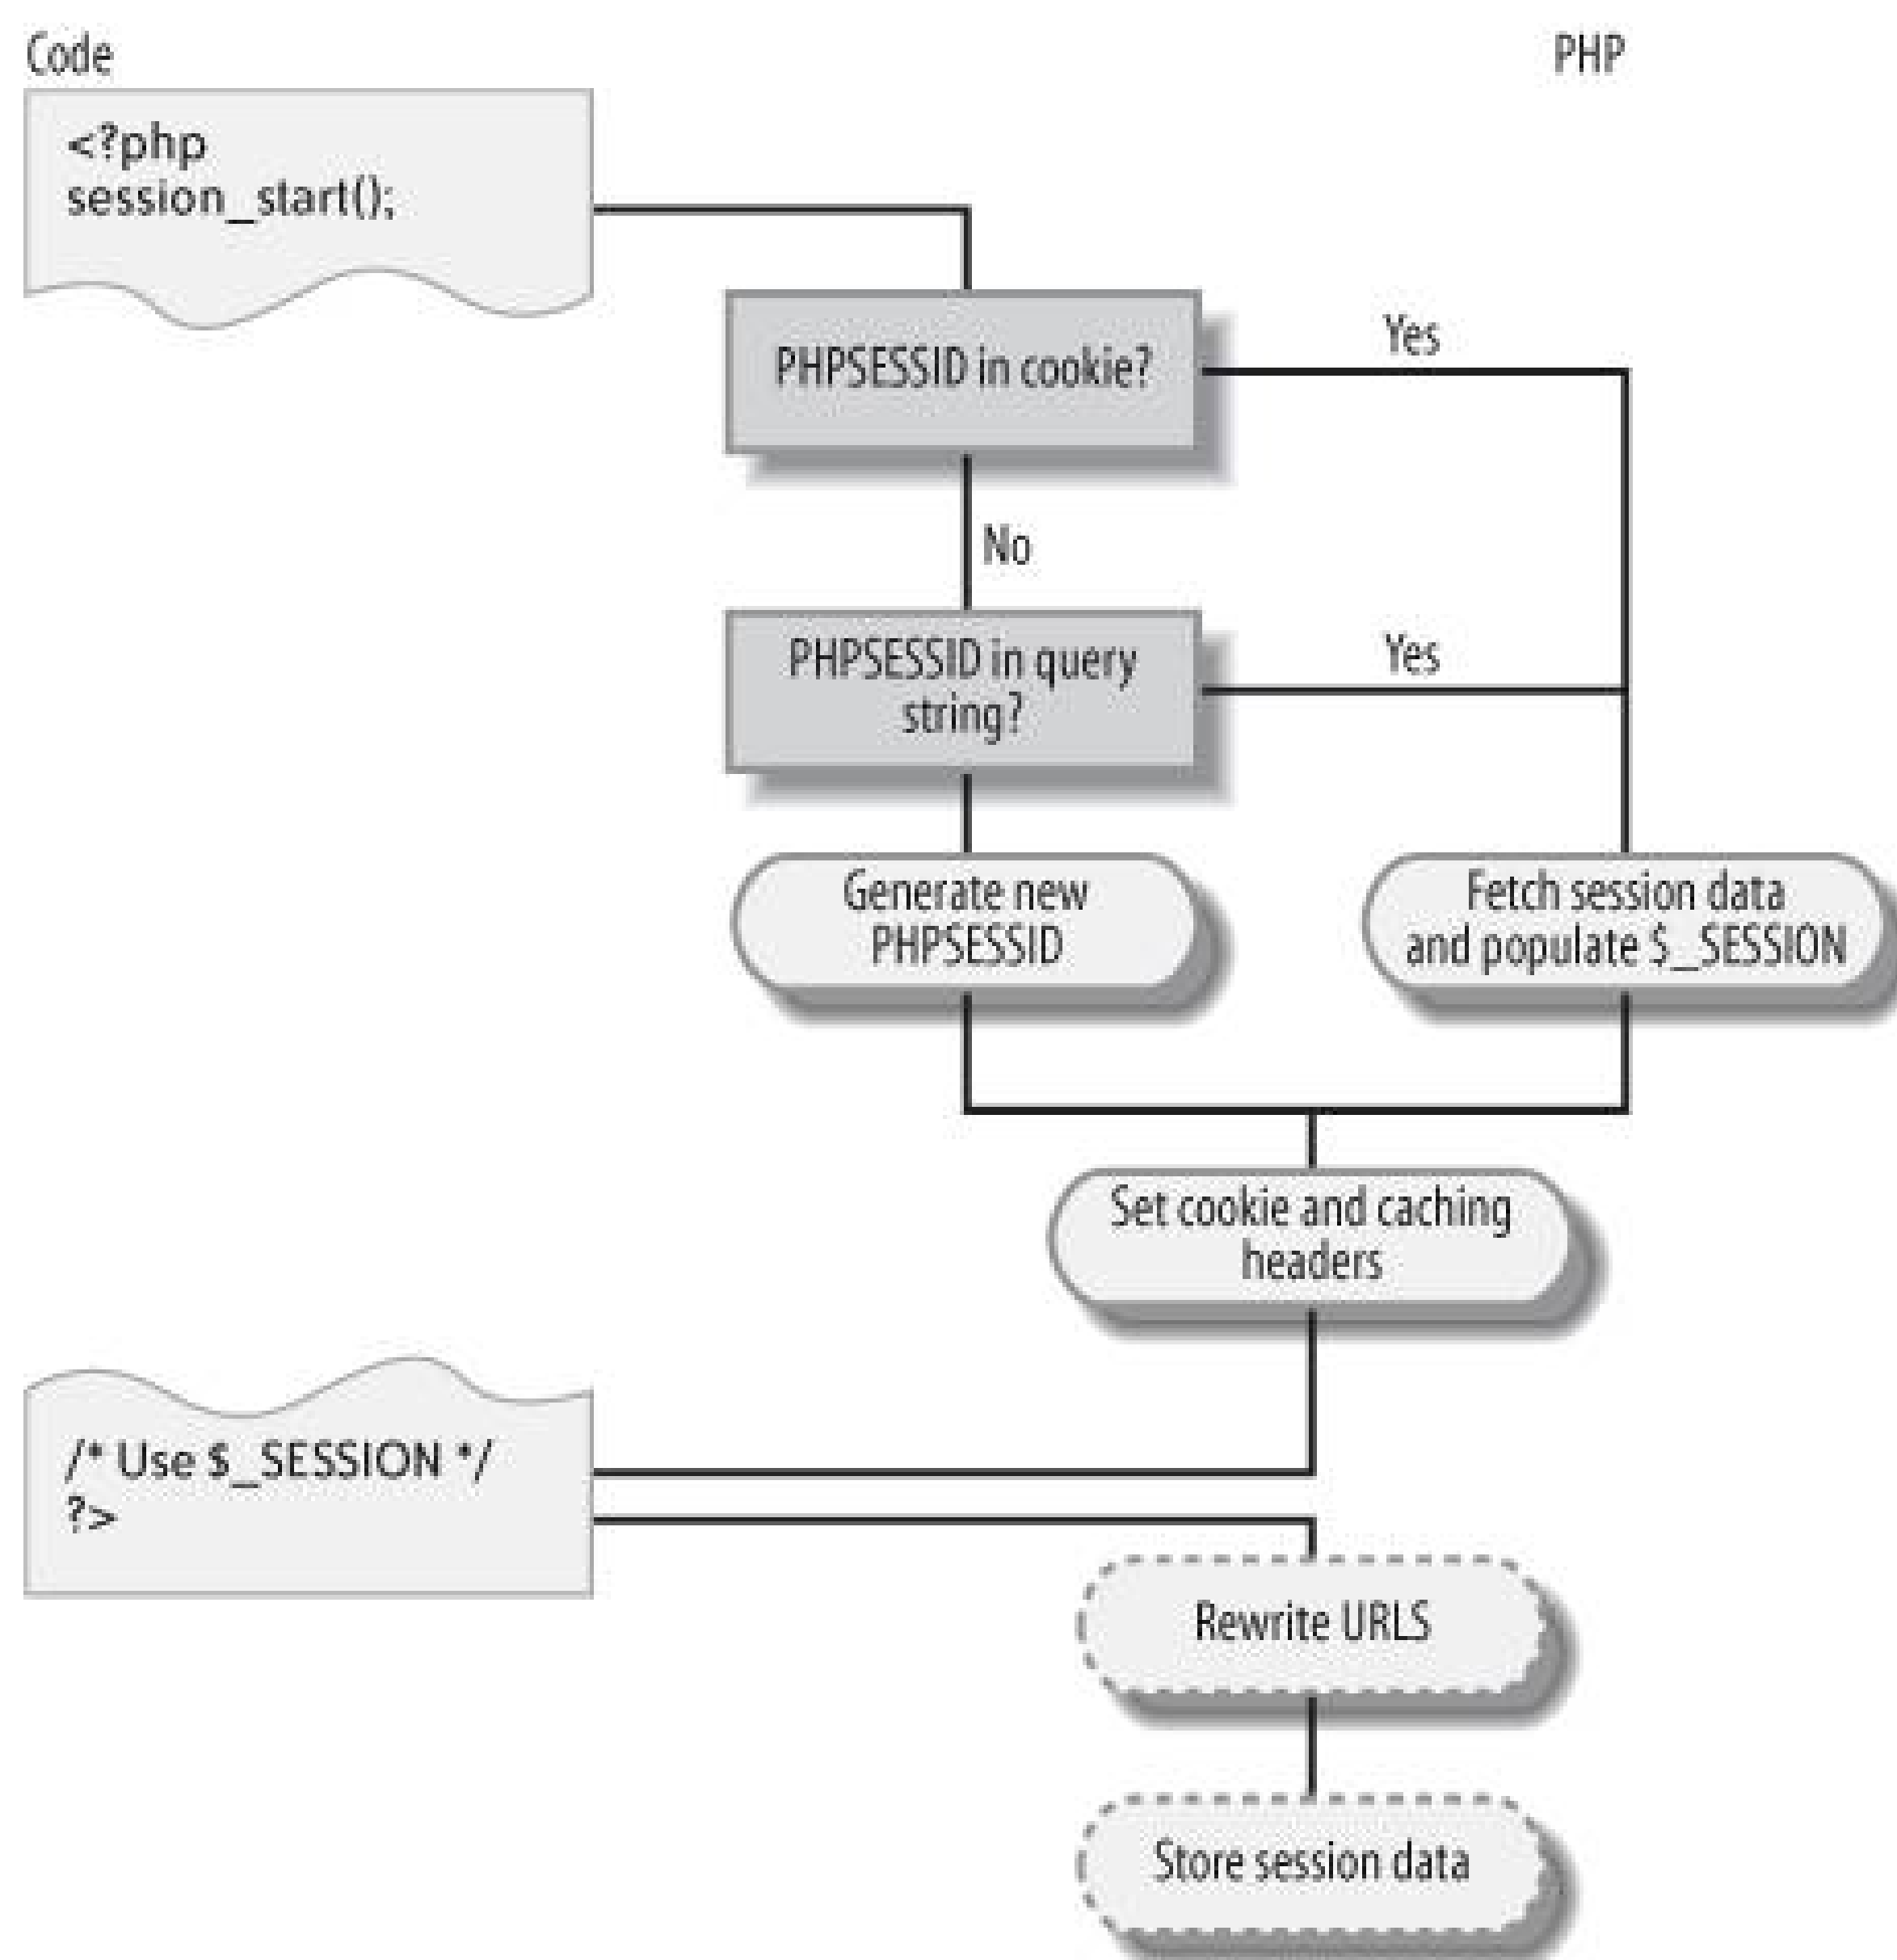 Code
PHP
<?php
session_start();
PHPSESSID in cookie?
Yes
No
PHPSESSID in query
string?
Yes
Generate new
PHPSESSID
Fetch session data
and populate $_SESSION
Set cookie and caching
headers
/* Use $_SESSION */
?>
Rewrite URLS
Store session data